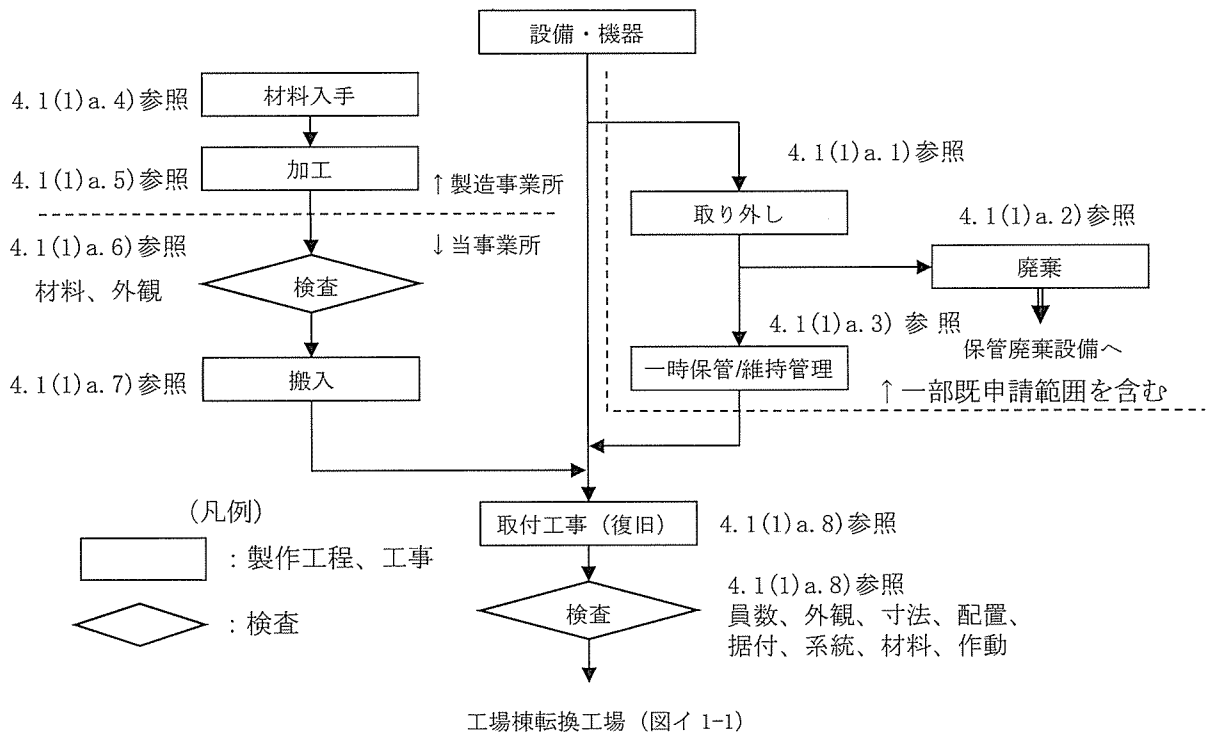 設備・機器
4.1(1)a.4)参照
材料入手
4.1(1)a.5)参照
加工
↑製造事業所
↓当事業所
4.1(1)a.6)参照
材料、外観
検査
4.1(1)a.7)参照
搬入
4.1(1)a.1)参照
取り外し
4.1(1)a.2)参照
廃棄
保管廃棄設備へ
4.1(1)a.3) 参 照
一時保管/維持管理
↑一部既申請範囲を含む
取付工事（復旧）
4.1(1)a.8)参照
検査
4.1(1)a.8)参照
員数、外観、寸法、配置、
据付、系統、材料、作動
(凡例)
：製作工程、工事
：検査
工場棟転換工場（図イ 1-1）